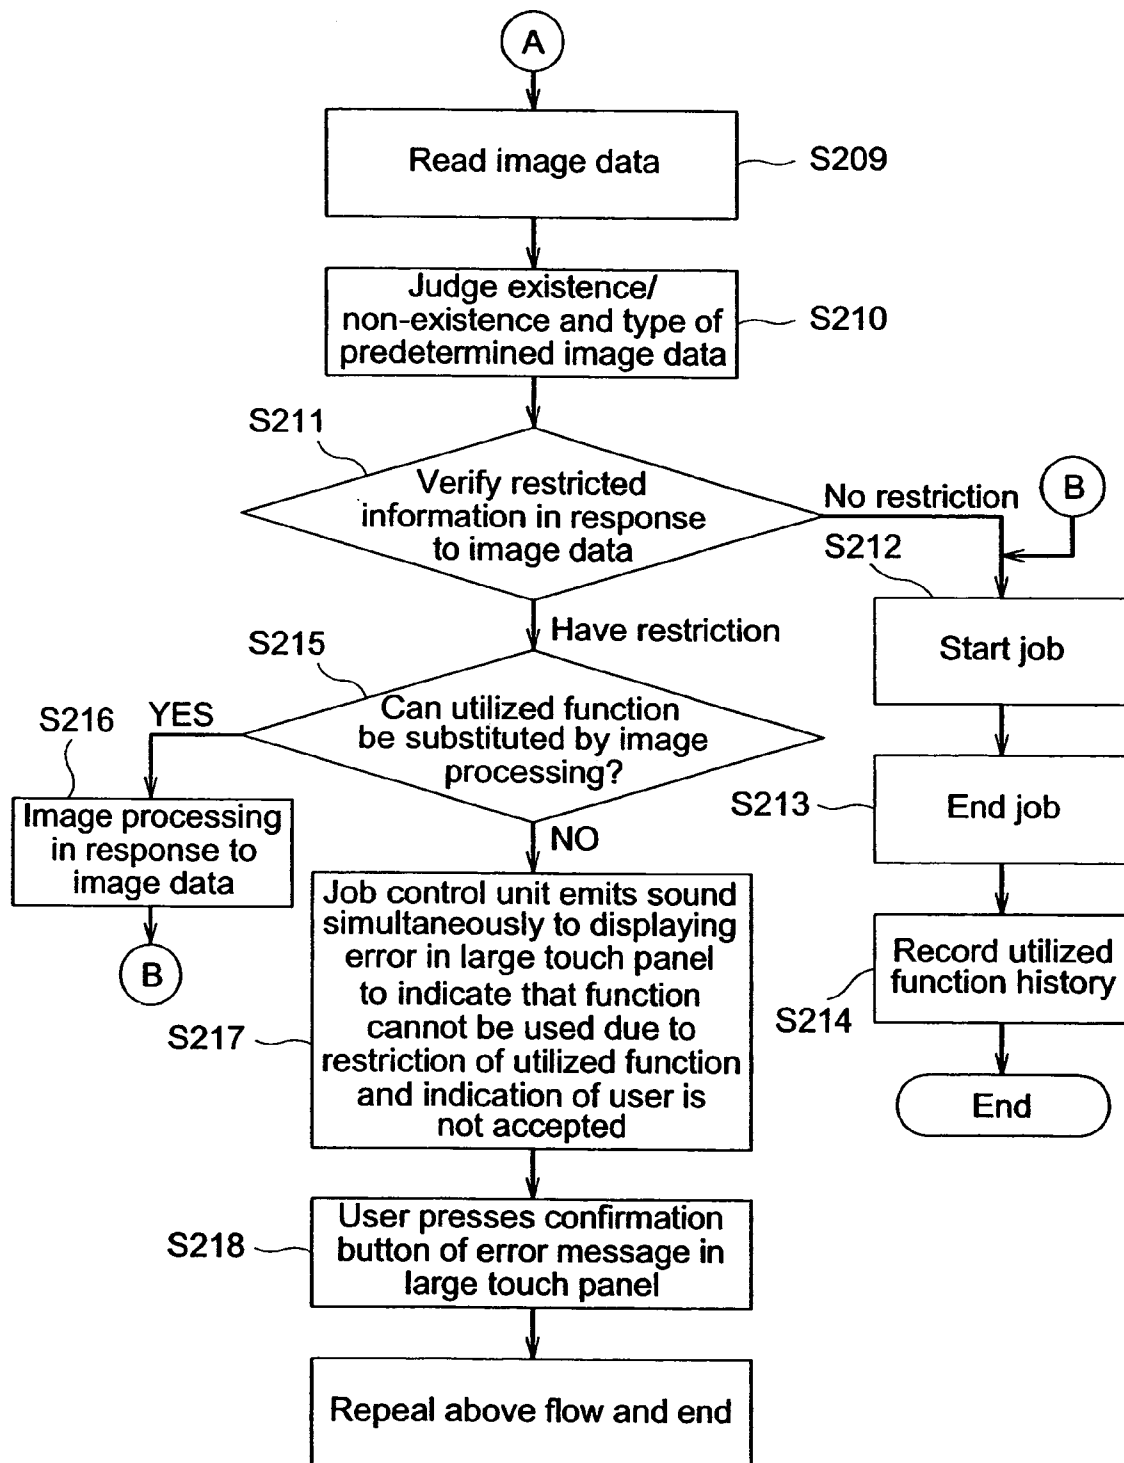 A
Read image data
S209
Judge existence/
non-existence and type of
predetermined image data
S210
S211
Verify restricted
information in response
to image data
No restriction
B
S212
Start job
Have restriction
S215
Can utilized function
be substituted by image
processing?
YES
S216
Image processing
in response to
image data
B
NO
S213
End job
Job control unit emits sound
simultaneously to displaying
error in large touch panel
to indicate that function
cannot be used due to
restriction of utilized function
and indication of user is
not accepted
S217
Record utilized
function history
S214
End
S218
User presses confirmation
button of error message in
large touch panel
Repeal above flow and end